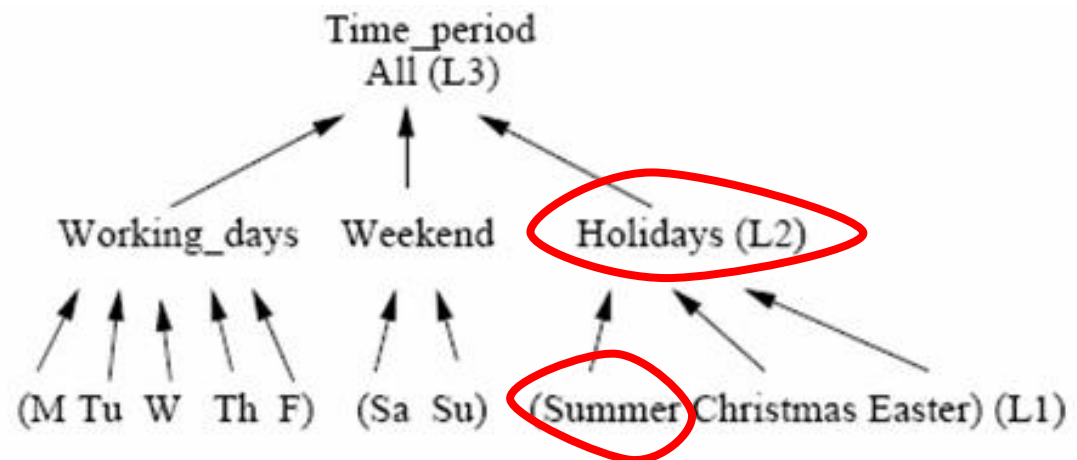 Time_period
All (L3)
Working_days Weekend Holidays (L2)
(M Tu W Th F) (Sa Su) (Summer Christmas Easter) (L1)